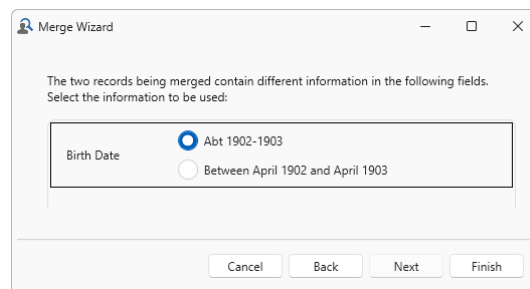 Merge Wizard
The two records being merged contain different information in the following fields.
Select the information to be used:
Birth Date
Abt 1902-1903
Between April 1902 and April 1903
Cancel
Back
Next
Finish